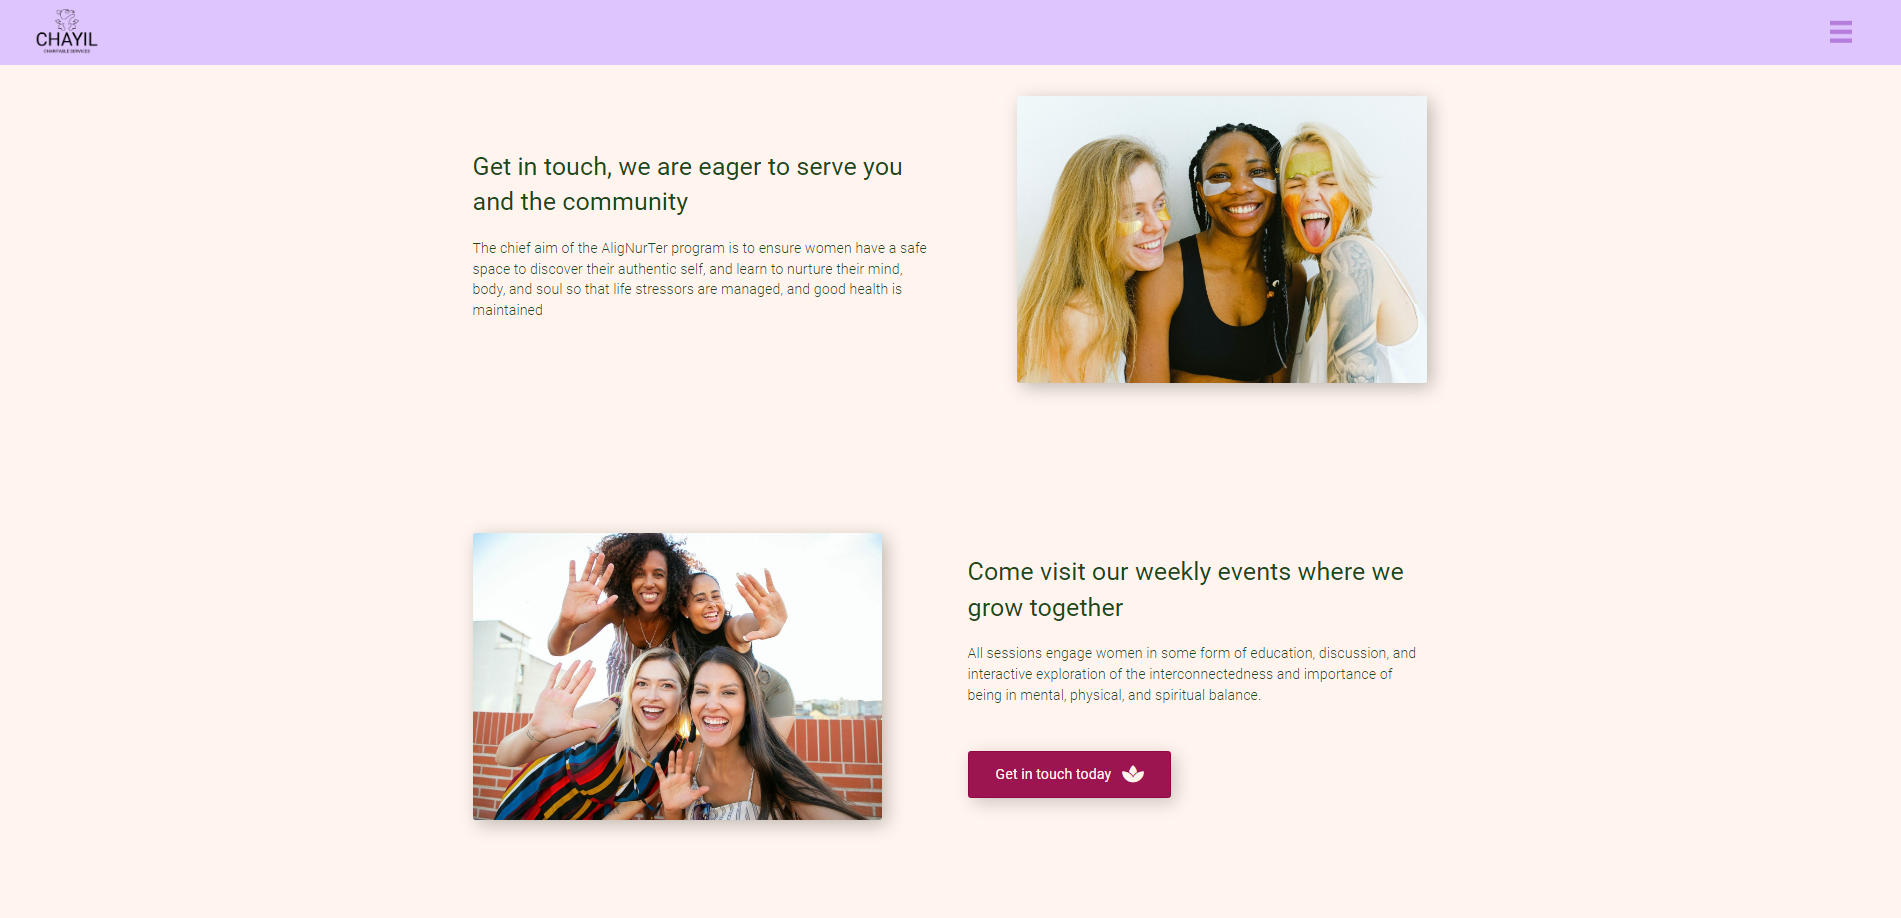 CHAYIL
CHARITABLE SERVICES
Get in touch, we are eager to serve you
and the community
The chief aim of the AligNurTer program is to ensure women have a safe
space to discover their authentic self, and learn to nurture their mind,
body, and soul so that life stressors are managed, and good health is
maintained
Come visit our weekly events where we
grow together
All sessions engage women in some form of education, discussion, and
interactive exploration of the interconnectedness and importance of
being in mental, physical, and spiritual balance.
Get in touch today